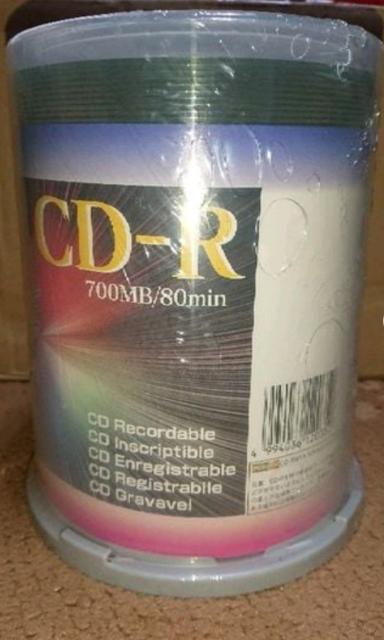 CD-R
700MB/80min
CD Recordable
CD Inscriptible
CD Enregistrable
CD Registrabile
CD Gravavel